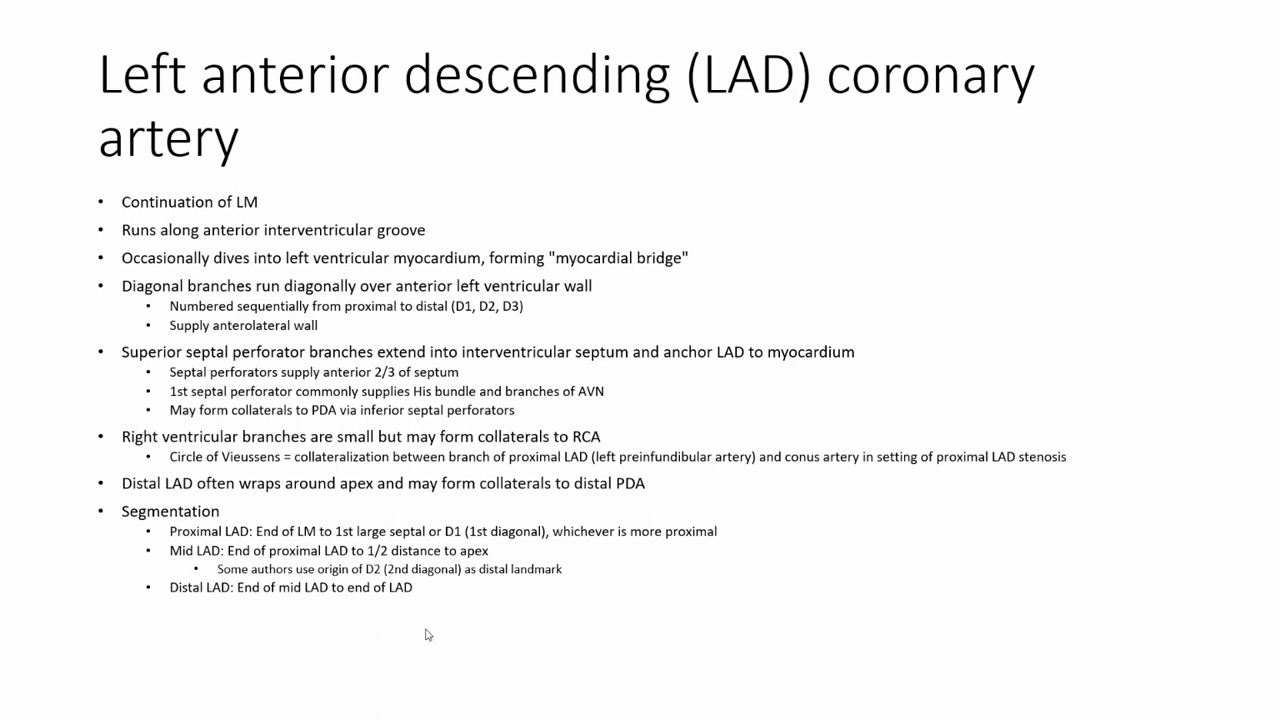 Left anterior descending (LAD) coronary
artery
• Continuation of LM
• Runs along anterior interventricular groove
• Occasionally dives into left ventricular myocardium, forming "myocardial bridge"
• Diagonal branches run diagonally over anterior left ventricular wall
• Numbered sequentially from proximal to distal (D1, D2, D3)
• Supply anterolateral wall
• Superior septal perforator branches extend into interventricular septum and anchor LAD to myocardium
• Septal perforators supply anterior 2/3 of septum
• 1st septal perforator commonly supplies His bundle and branches of AVN
• May form collaterals to PDA via inferior septal perforators
• Right ventricular branches are small but may form collaterals to RCA
• Circle of Vieussens = collateralization between branch of proximal LAD (left preinfundibular artery) and conus artery in setting of proximal LAD stenosis
• Distal LAD often wraps around apex and may form collaterals to distal PDA
• Segmentation
• Proximal LAD: End of LM to 1st large septal or D1 (1st diagonal), whichever is more proximal
• Mid LAD: End of proximal LAD to 1/2 distance to apex
• Some authors use origin of D2 (2nd diagonal) as distal landmark
• Distal LAD: End of mid LAD to end of LAD